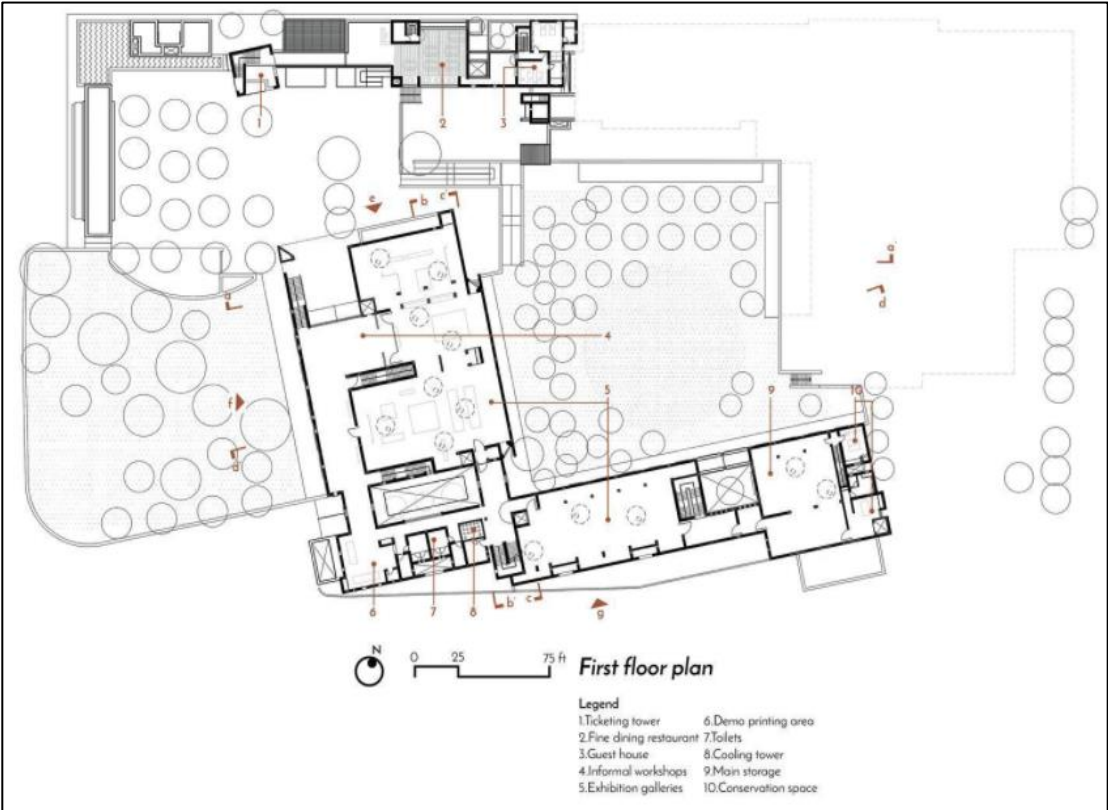 1
2
3
e
b'
c'
a'
d
a
4
f
5
9
10
d'
6
7
8
b'
c
g
N
0 25 75 ft
First floor plan
Legend
1.Ticketing tower 6.Demo printing area
2.Fine dining restaurant 7.Toilets
3.Guest house 8.Cooling tower
4.Informal workshops 9.Main storage
5.Exhibition galleries 10.Conservation space